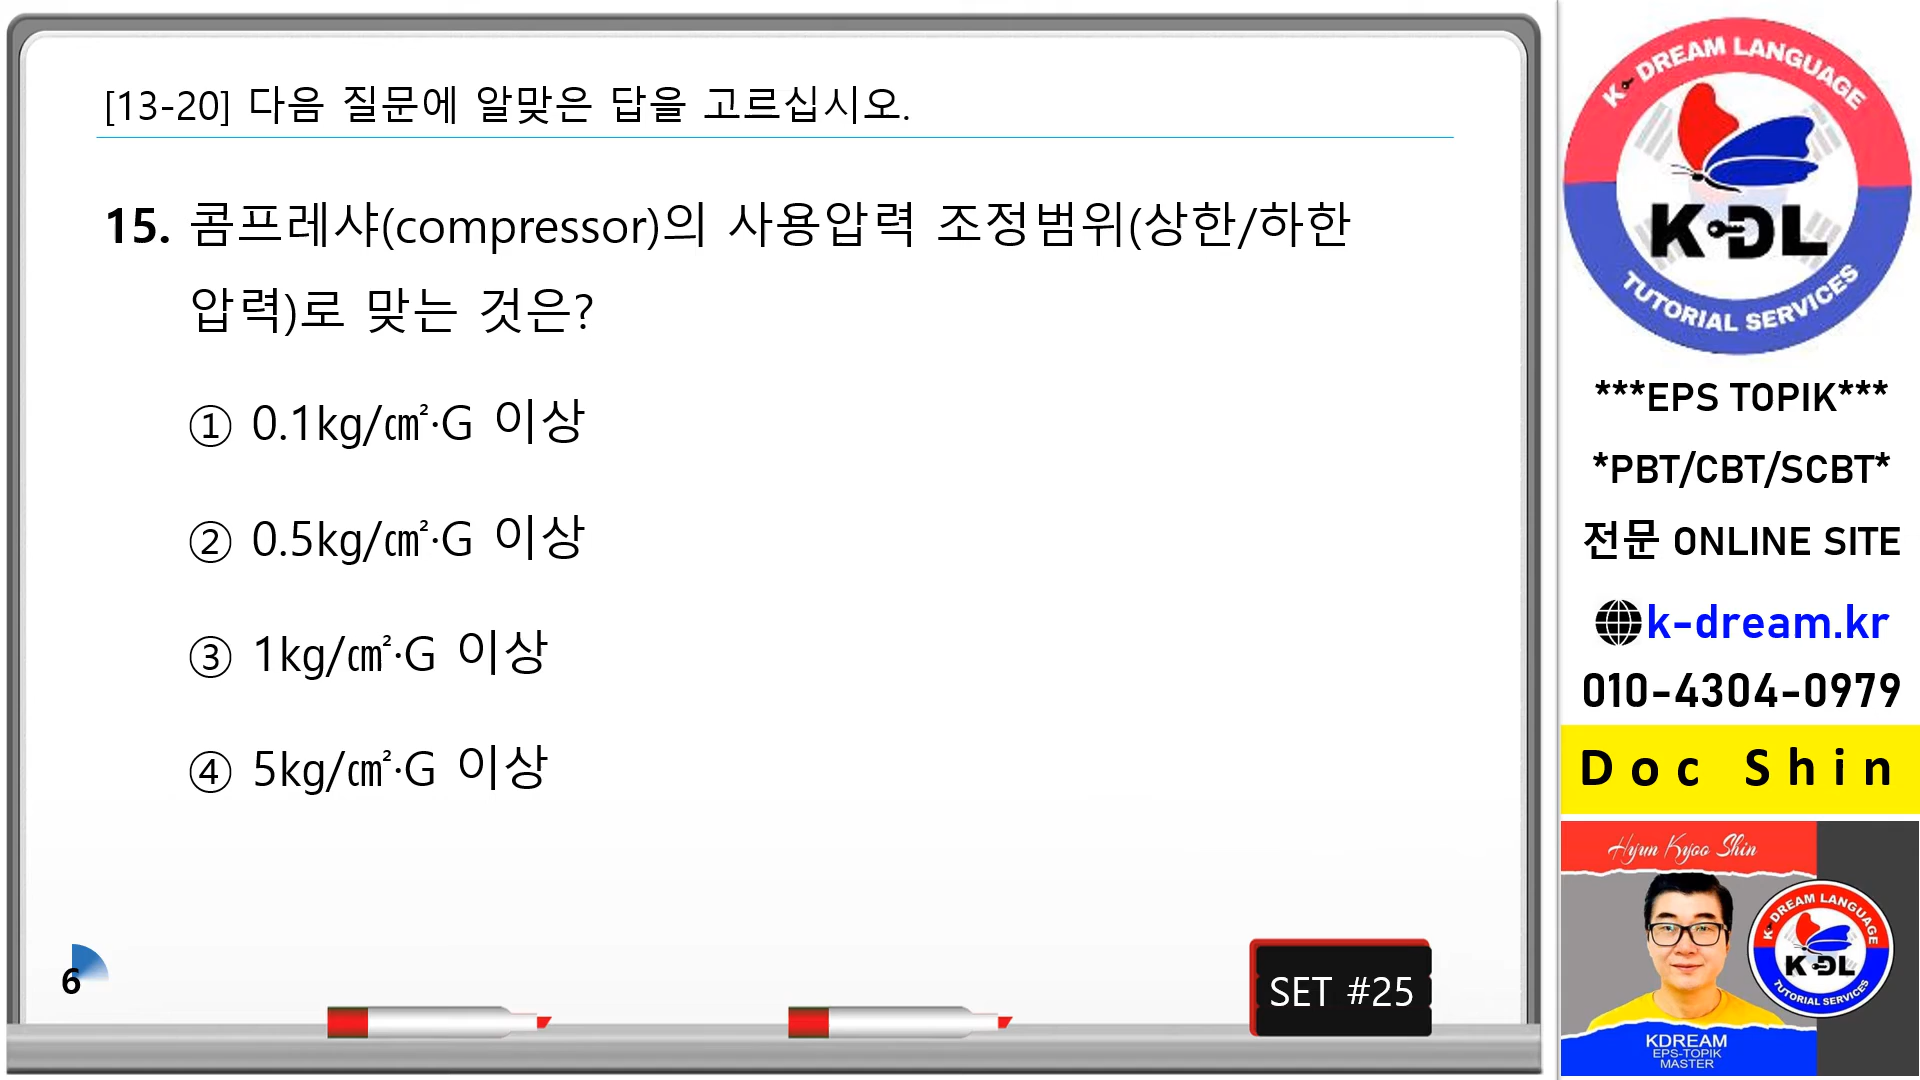 [13-20] 다음 질문에 알맞은 답을 고르십시오.
15. 콤프레샤(compressor)의 사용압력 조정범위(상한/하한
압력)로 맞는 것은?
① 0.1kg/㎠·G 이상
② 0.5kg/㎠·G 이상
③ 1kg/㎠·G 이상
④ 5kg/㎠·G 이상
6
SET #25
K DREAM LANGUAGE
K DL
TUTORIAL SERVICES
***EPS TOPIK***
*PBT/CBT/SCBT*
전문 ONLINE SITE
k-dream.kr
010-4304-0979
Doc Shin
Hyun Kyoo Shin
K DREAM LANGUAGE
K DL
TUTORIAL SERVICES
KDREAM
EPS-TOPIK
MASTER